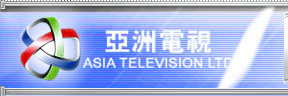 亞洲電視
ASIA TELEVISION LTD